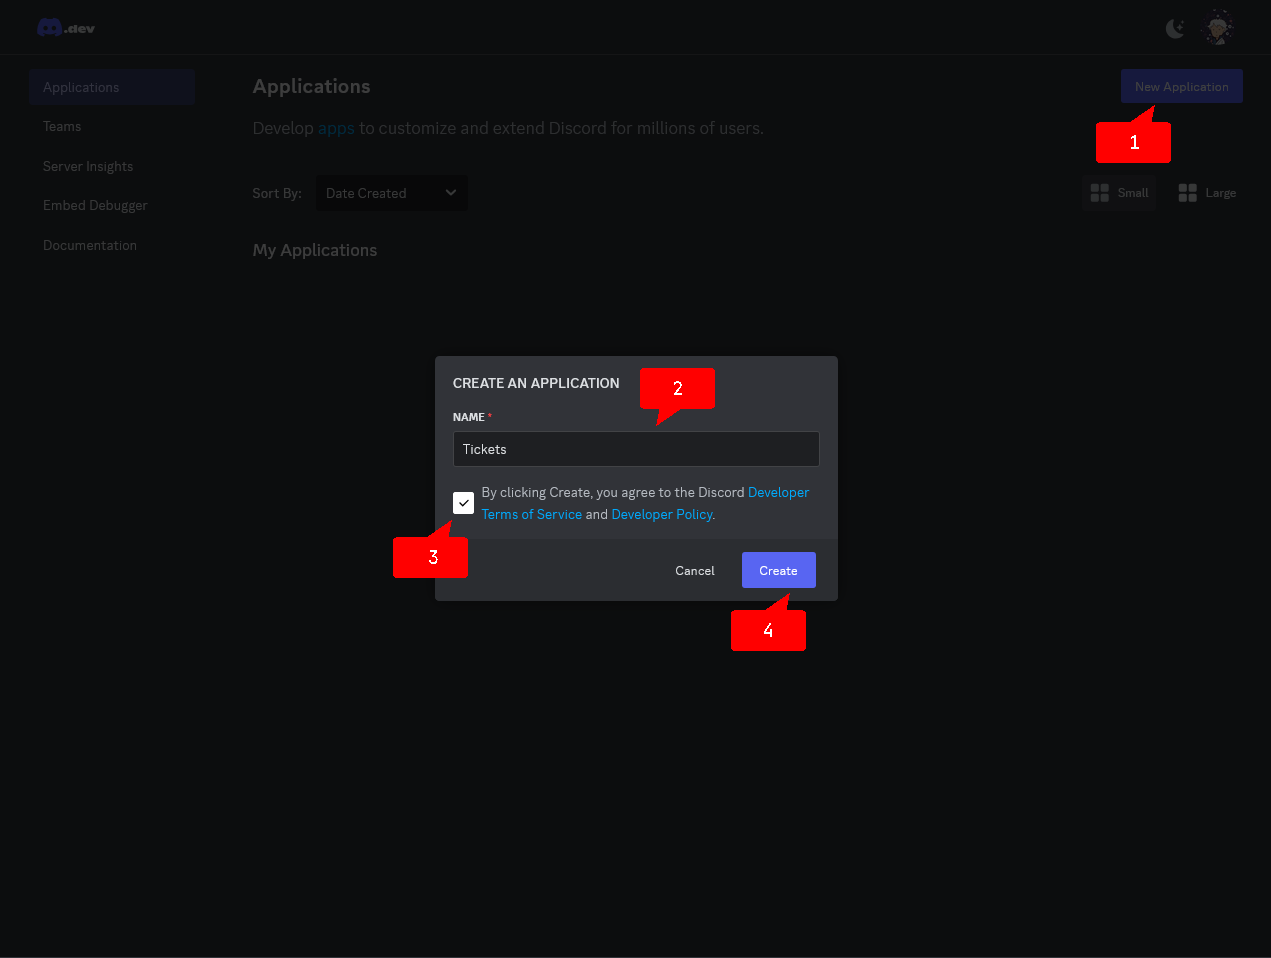 .dev
Applications
Teams
Server Insights
Embed Debugger
Documentation
Applications
New Application
1
Develop apps to customize and extend Discord for millions of users.
Sort By:
Date Created
Small
Large
My Applications
CREATE AN APPLICATION
2
NAME *
Tickets
By clicking Create, you agree to the Discord Developer
Terms of Service and Developer Policy.
3
Cancel
Create
4